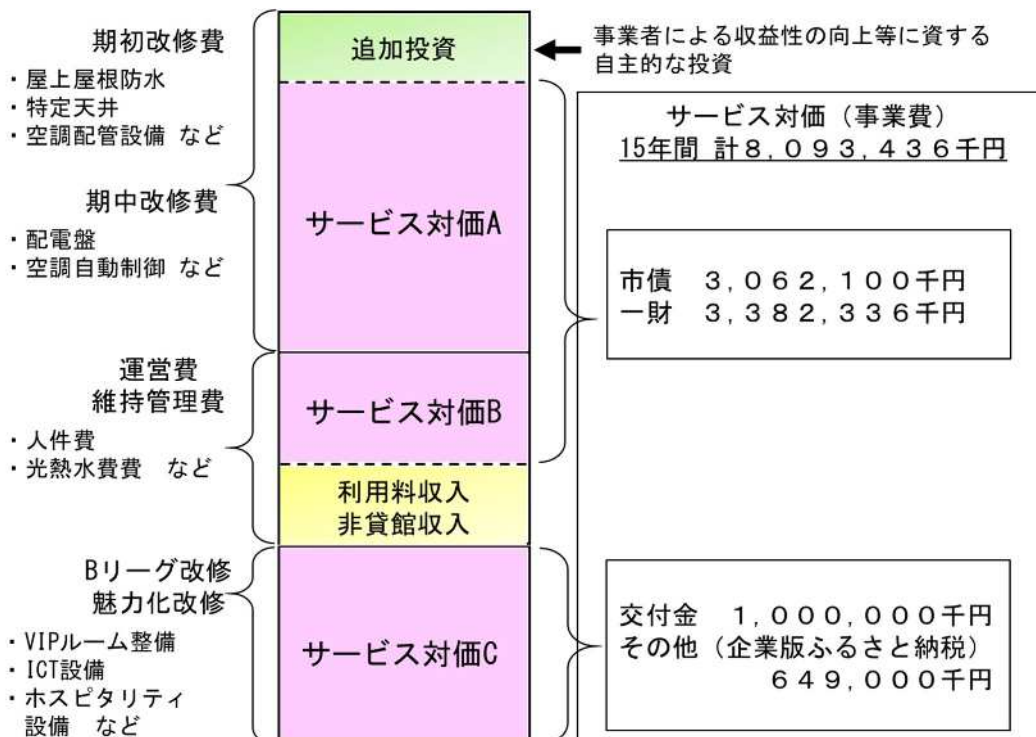 期初改修費
・屋上屋根防水
・特定天井
・空調配管設備 など
期中改修費
・配電盤
・空調自動制御 など
運営費
維持管理費
・人件費
・光熱水費費 など
Bリーグ改修
魅力化改修
・VIPルーム整備
・ICT設備
・ホスピタリティ
設備 など
追加投資
サービス対価A
サービス対価B
利用料収入
非貸館収入
サービス対価C
事業者による収益性の向上等に資する
自主的な投資
サービス対価（事業費）
15年間 計8,093,436千円
市債 3,062,100千円
一財 3,382,336千円
交付金 1,000,000千円
その他（企業版ふるさと納税）
649,000千円